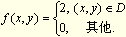 f(x, y) = { 2, (x, y) ∈ D
0, 其他.